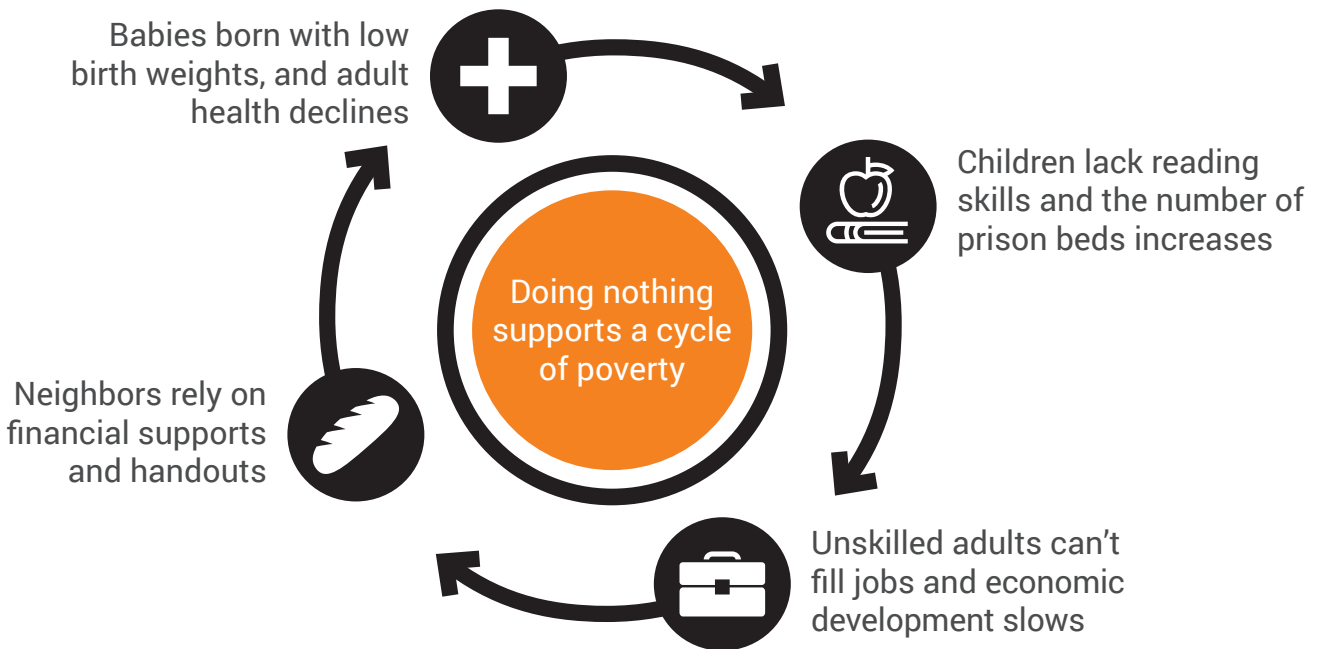 Babies born with low
birth weights, and adult
health declines
Children lack reading
skills and the number of
prison beds increases
Doing nothing
supports a cycle
of poverty
Neighbors rely on
financial supports
and handouts
Unskilled adults can’t
fill jobs and economic
development slows